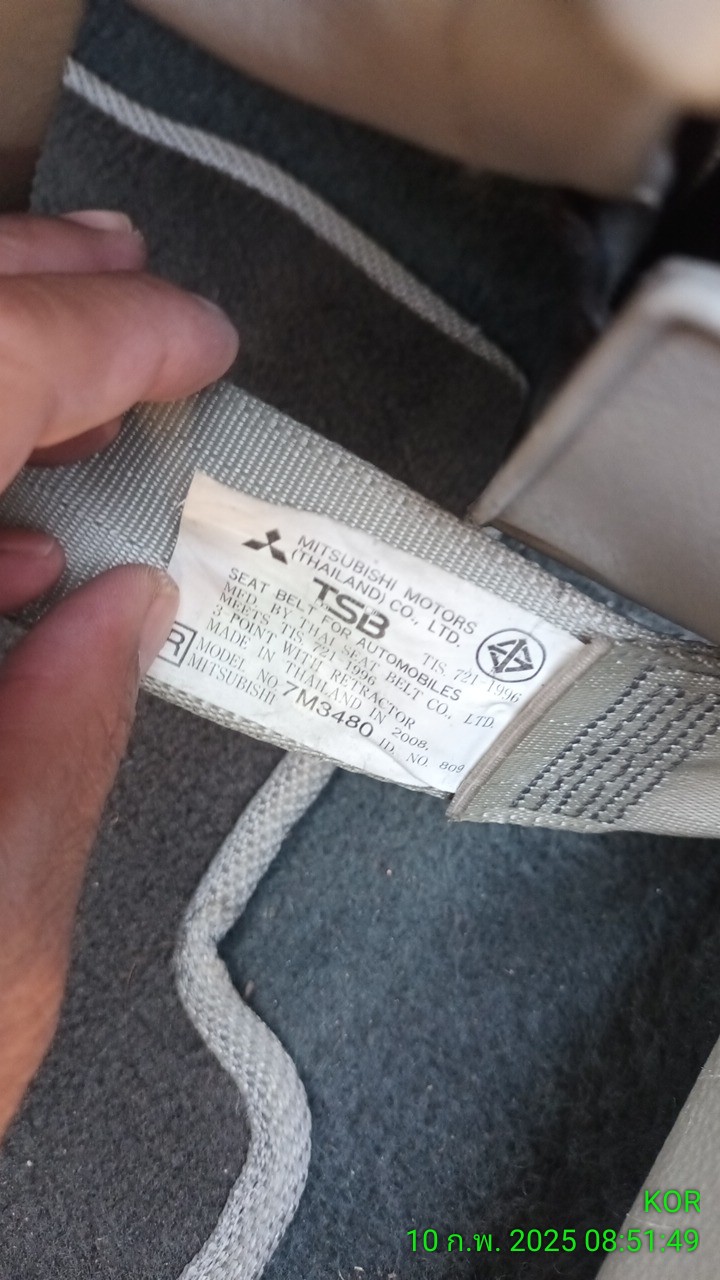 MITSUBISHI MOTORS
(THAILAND) CO., LTD.
TSB
TIS. 721-1996
SEAT BELT FOR AUTOMOBILES
MFD. BY THAI SEAT BELT CO., LTD.
MEETS TIS 721-1996
3 POINT WITH RETRACTOR
MADE IN THAILAND IN 2008.
R
MODEL NO. 7M3480 ID. NO. 809
MITSUBISHI
KOR
10 ก.พ. 2025 08:51:49